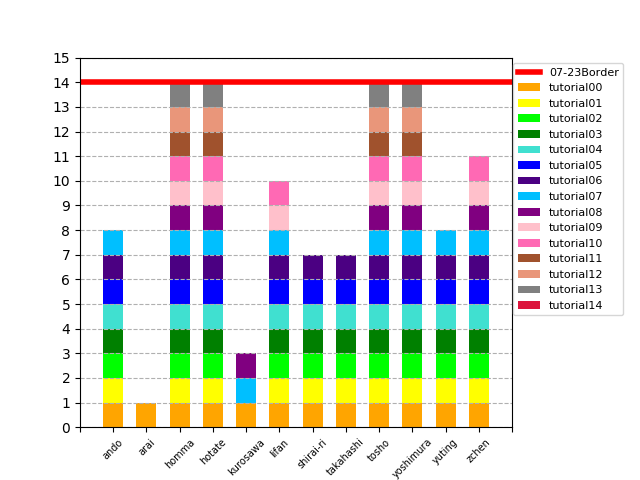 15
14
13
12
11
10
9
8
7
6
5
4
3
2
1
0
ando
arai
homma
hotate
kurosawa
lifan
shirai-ri
takahashi
tosho
yoshimura
yuting
zchen
07-23Border
tutorial00
tutorial01
tutorial02
tutorial03
tutorial04
tutorial05
tutorial06
tutorial07
tutorial08
tutorial09
tutorial10
tutorial11
tutorial12
tutorial13
tutorial14